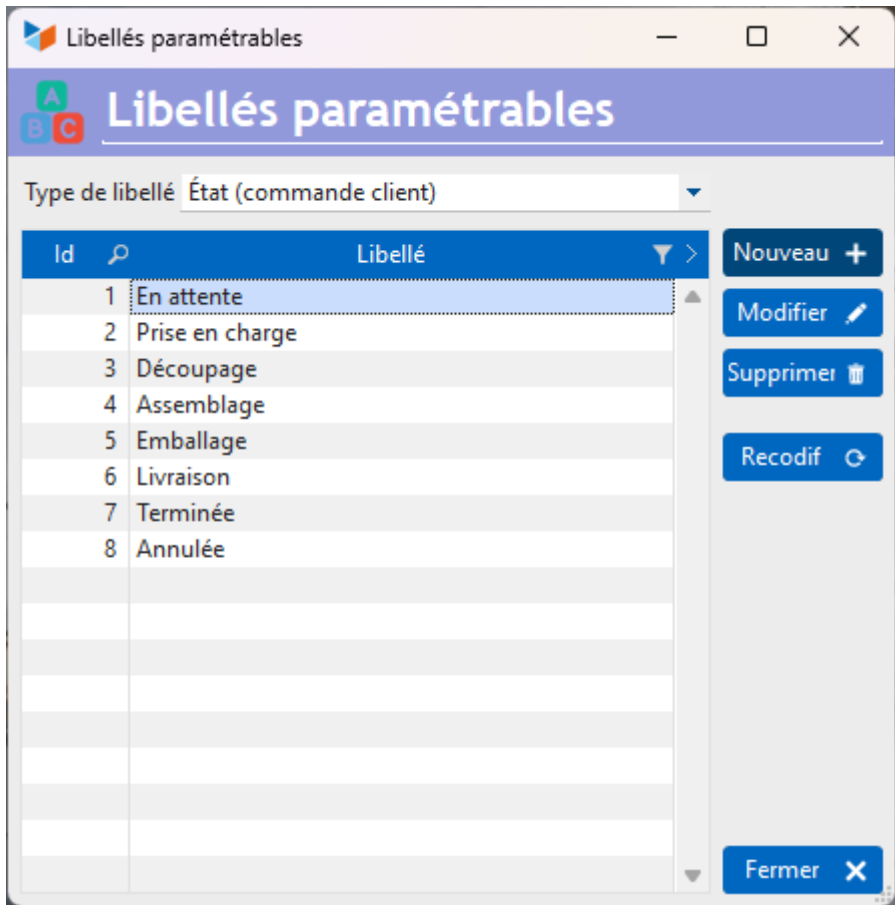 Libellés paramétrables
A
B C
Libellés paramétrables
Type de libellé État (commande client)
Id Libellé
Nouveau
1 En attente
Modifier
2 Prise en charge
3 Découpage
Supprimer
4 Assemblage
5 Emballage
Recodif
6 Livraison
7 Terminée
8 Annulée
Fermer